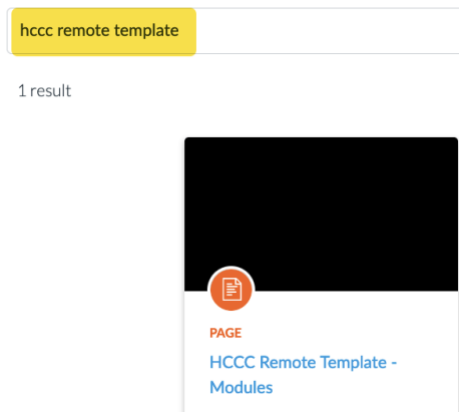 hccc remote template
1 result
PAGE
HCCC Remote Template -
Modules